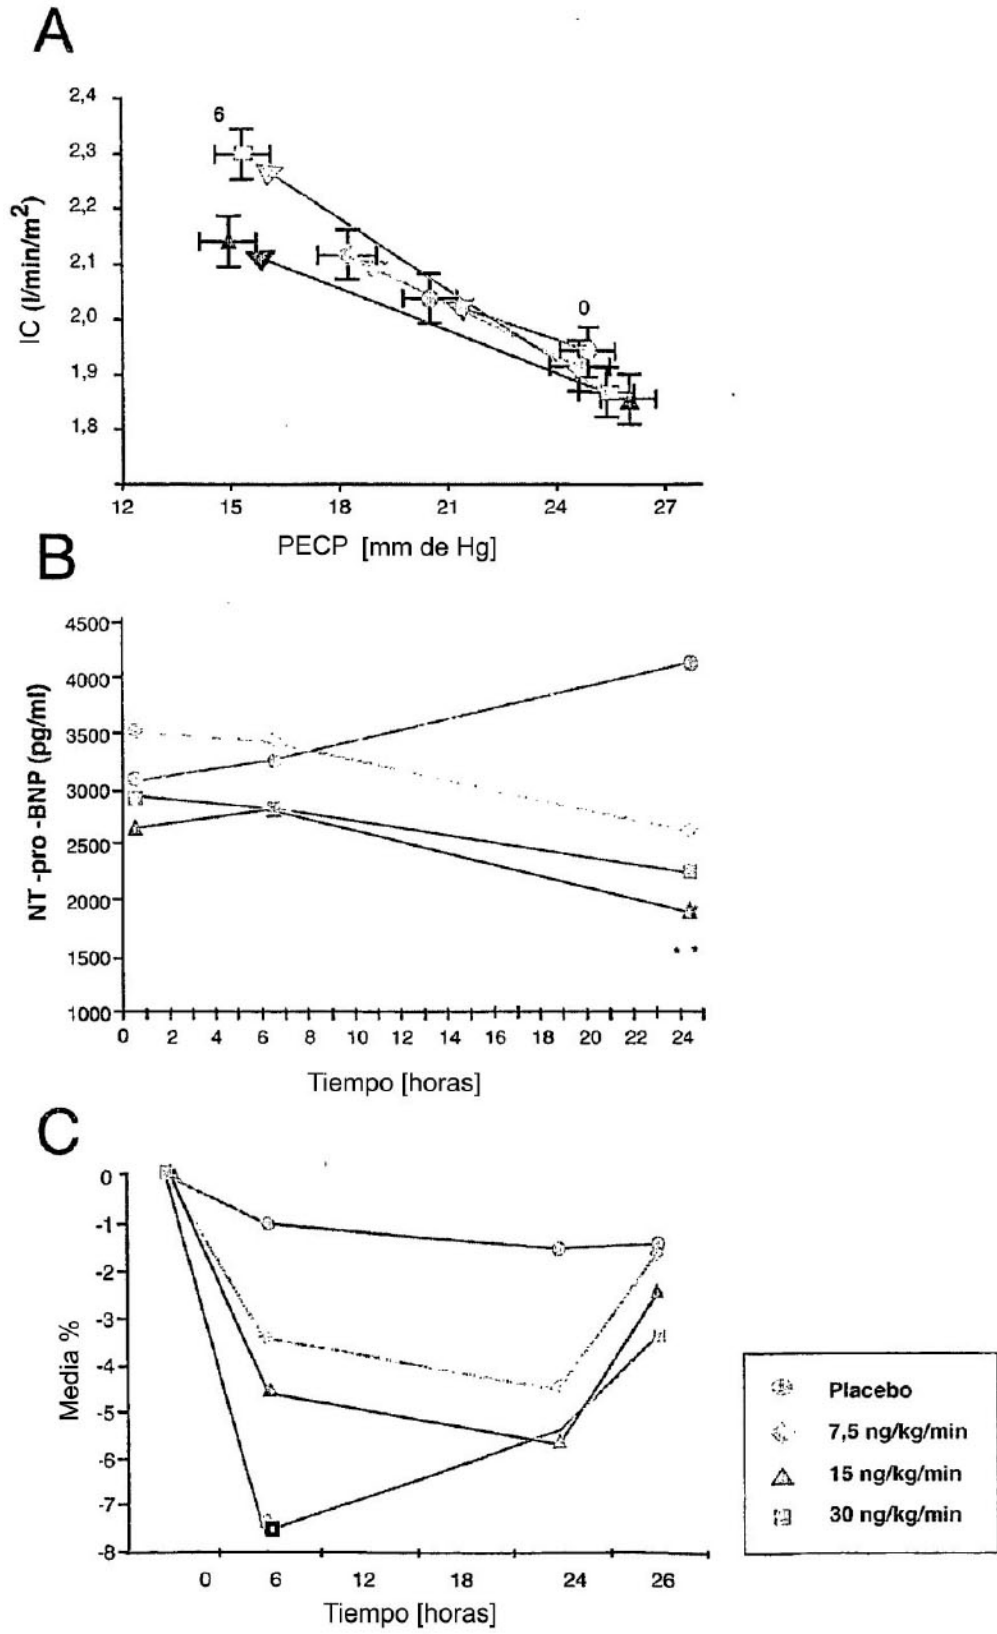 A
IC (l/min/m²)
2,4
2,3
2,2
2,1
2,0
1,9
1,8
6
0
12 15 18 21 24 27
PECP [mm de Hg]
B
NT-pro-BNP (pg/ml)
4500
4000
3500
3000
2500
2000
1500
1000
0 2 4 6 8 10 12 14 16 18 20 22 24
Tiempo [horas]
C
Media %
0
-1
-2
-3
-4
-5
-6
-7
-8
0 6 12 18 24 26
Tiempo [horas]
Placebo
7,5 ng/kg/min
15 ng/kg/min
30 ng/kg/min